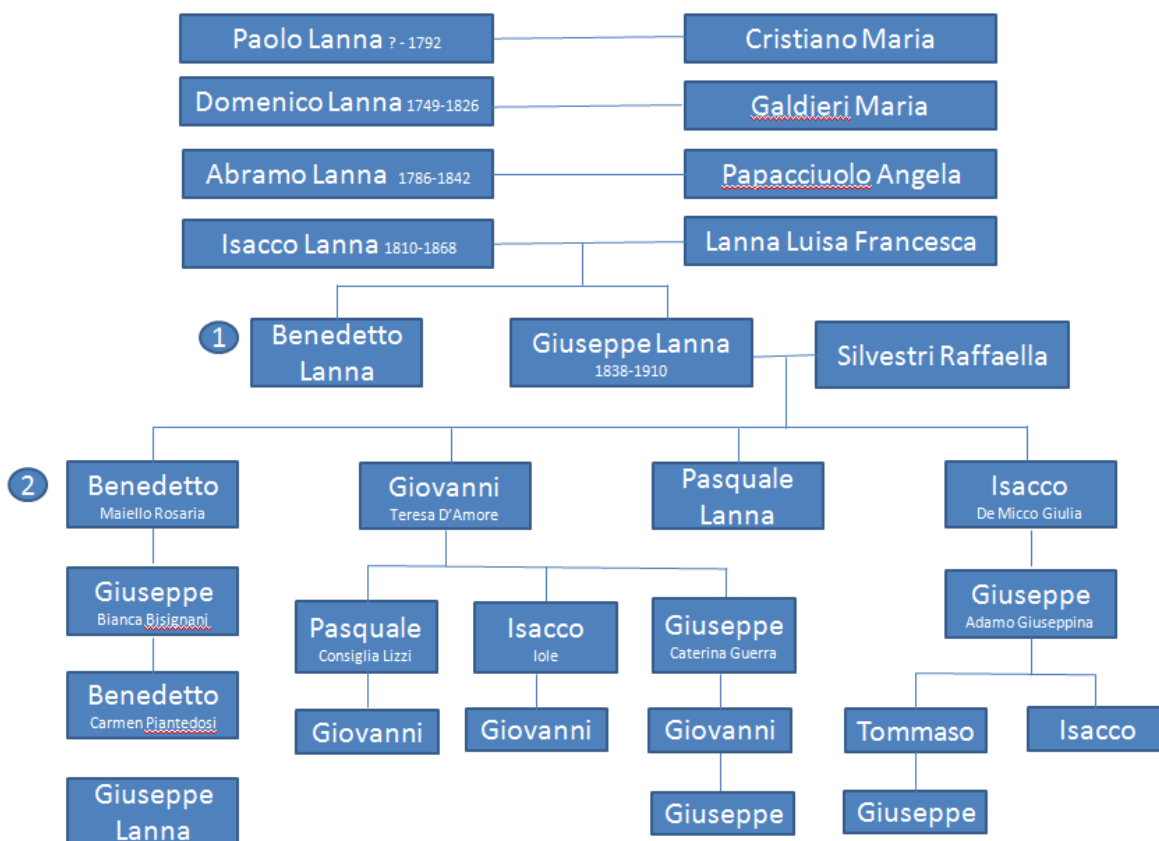 Paolo Lanna ? - 1792
Cristiano Maria
Domenico Lanna 1749-1826
Galdieri Maria
Abramo Lanna 1786-1842
Papacciuolo Angela
Isacco Lanna 1810-1868
Lanna Luisa Francesca
1
Benedetto
Lanna
Giuseppe Lanna
1838-1910
Silvestri Raffaella
2
Benedetto
Maiello Rosaria
Giovanni
Teresa D'Amore
Pasquale
Lanna
Isacco
De Micco Giulia
Giuseppe
Bianca Bisignani
Pasquale
Consiglia Lizzi
Isacco
Iole
Giuseppe
Caterina Guerra
Giuseppe
Adamo Giuseppina
Benedetto
Carmen Piantedosi
Giovanni
Giovanni
Giovanni
Tommaso
Isacco
Giuseppe
Lanna
Giuseppe
Giuseppe